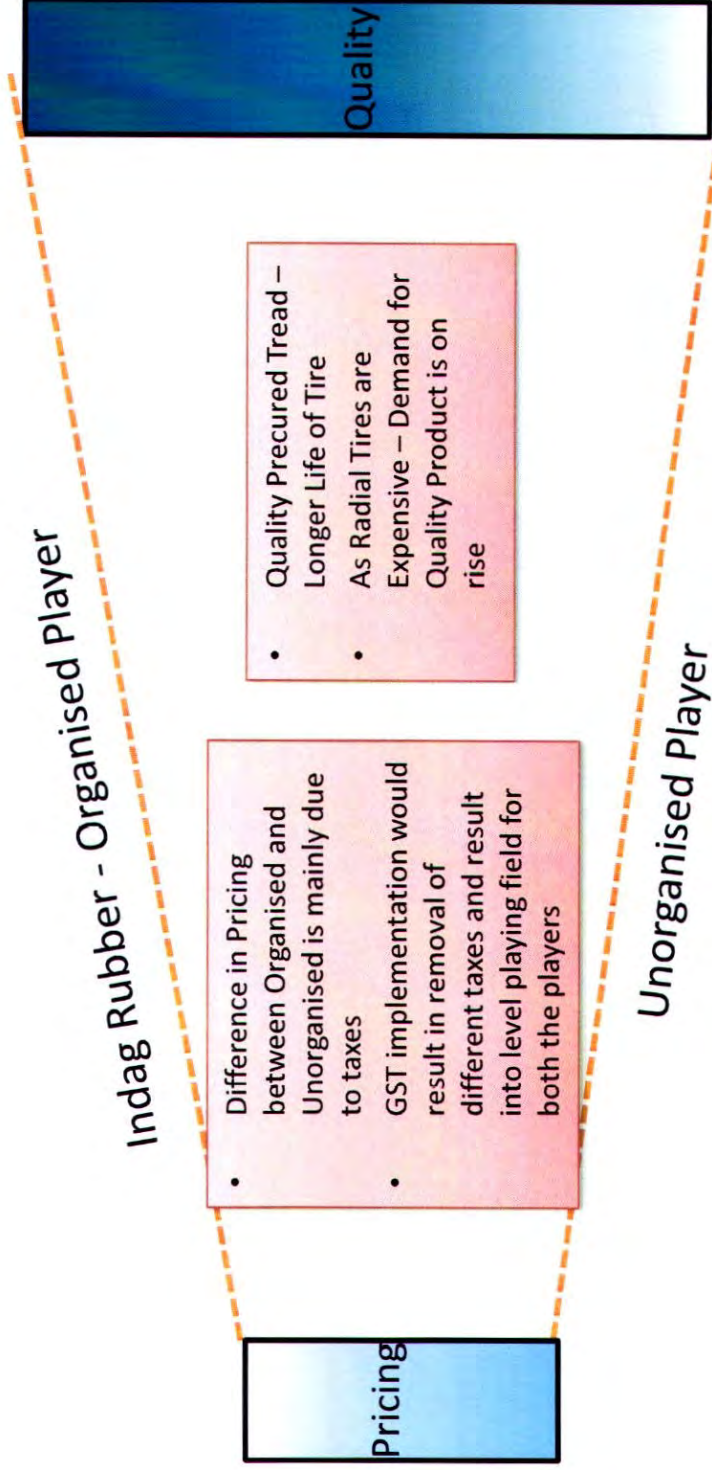 Indag Rubber - Organised Player
Pricing
• Difference in Pricing
between Organised and
Unorganised is mainly due
to taxes
• GST implementation would
result in removal of
different taxes and result
into level playing field for
both the players
• Quality Precured Tread –
Longer Life of Tire
• As Radial Tires are
Expensive – Demand for
Quality Product is on
rise
Quality
Unorganised Player